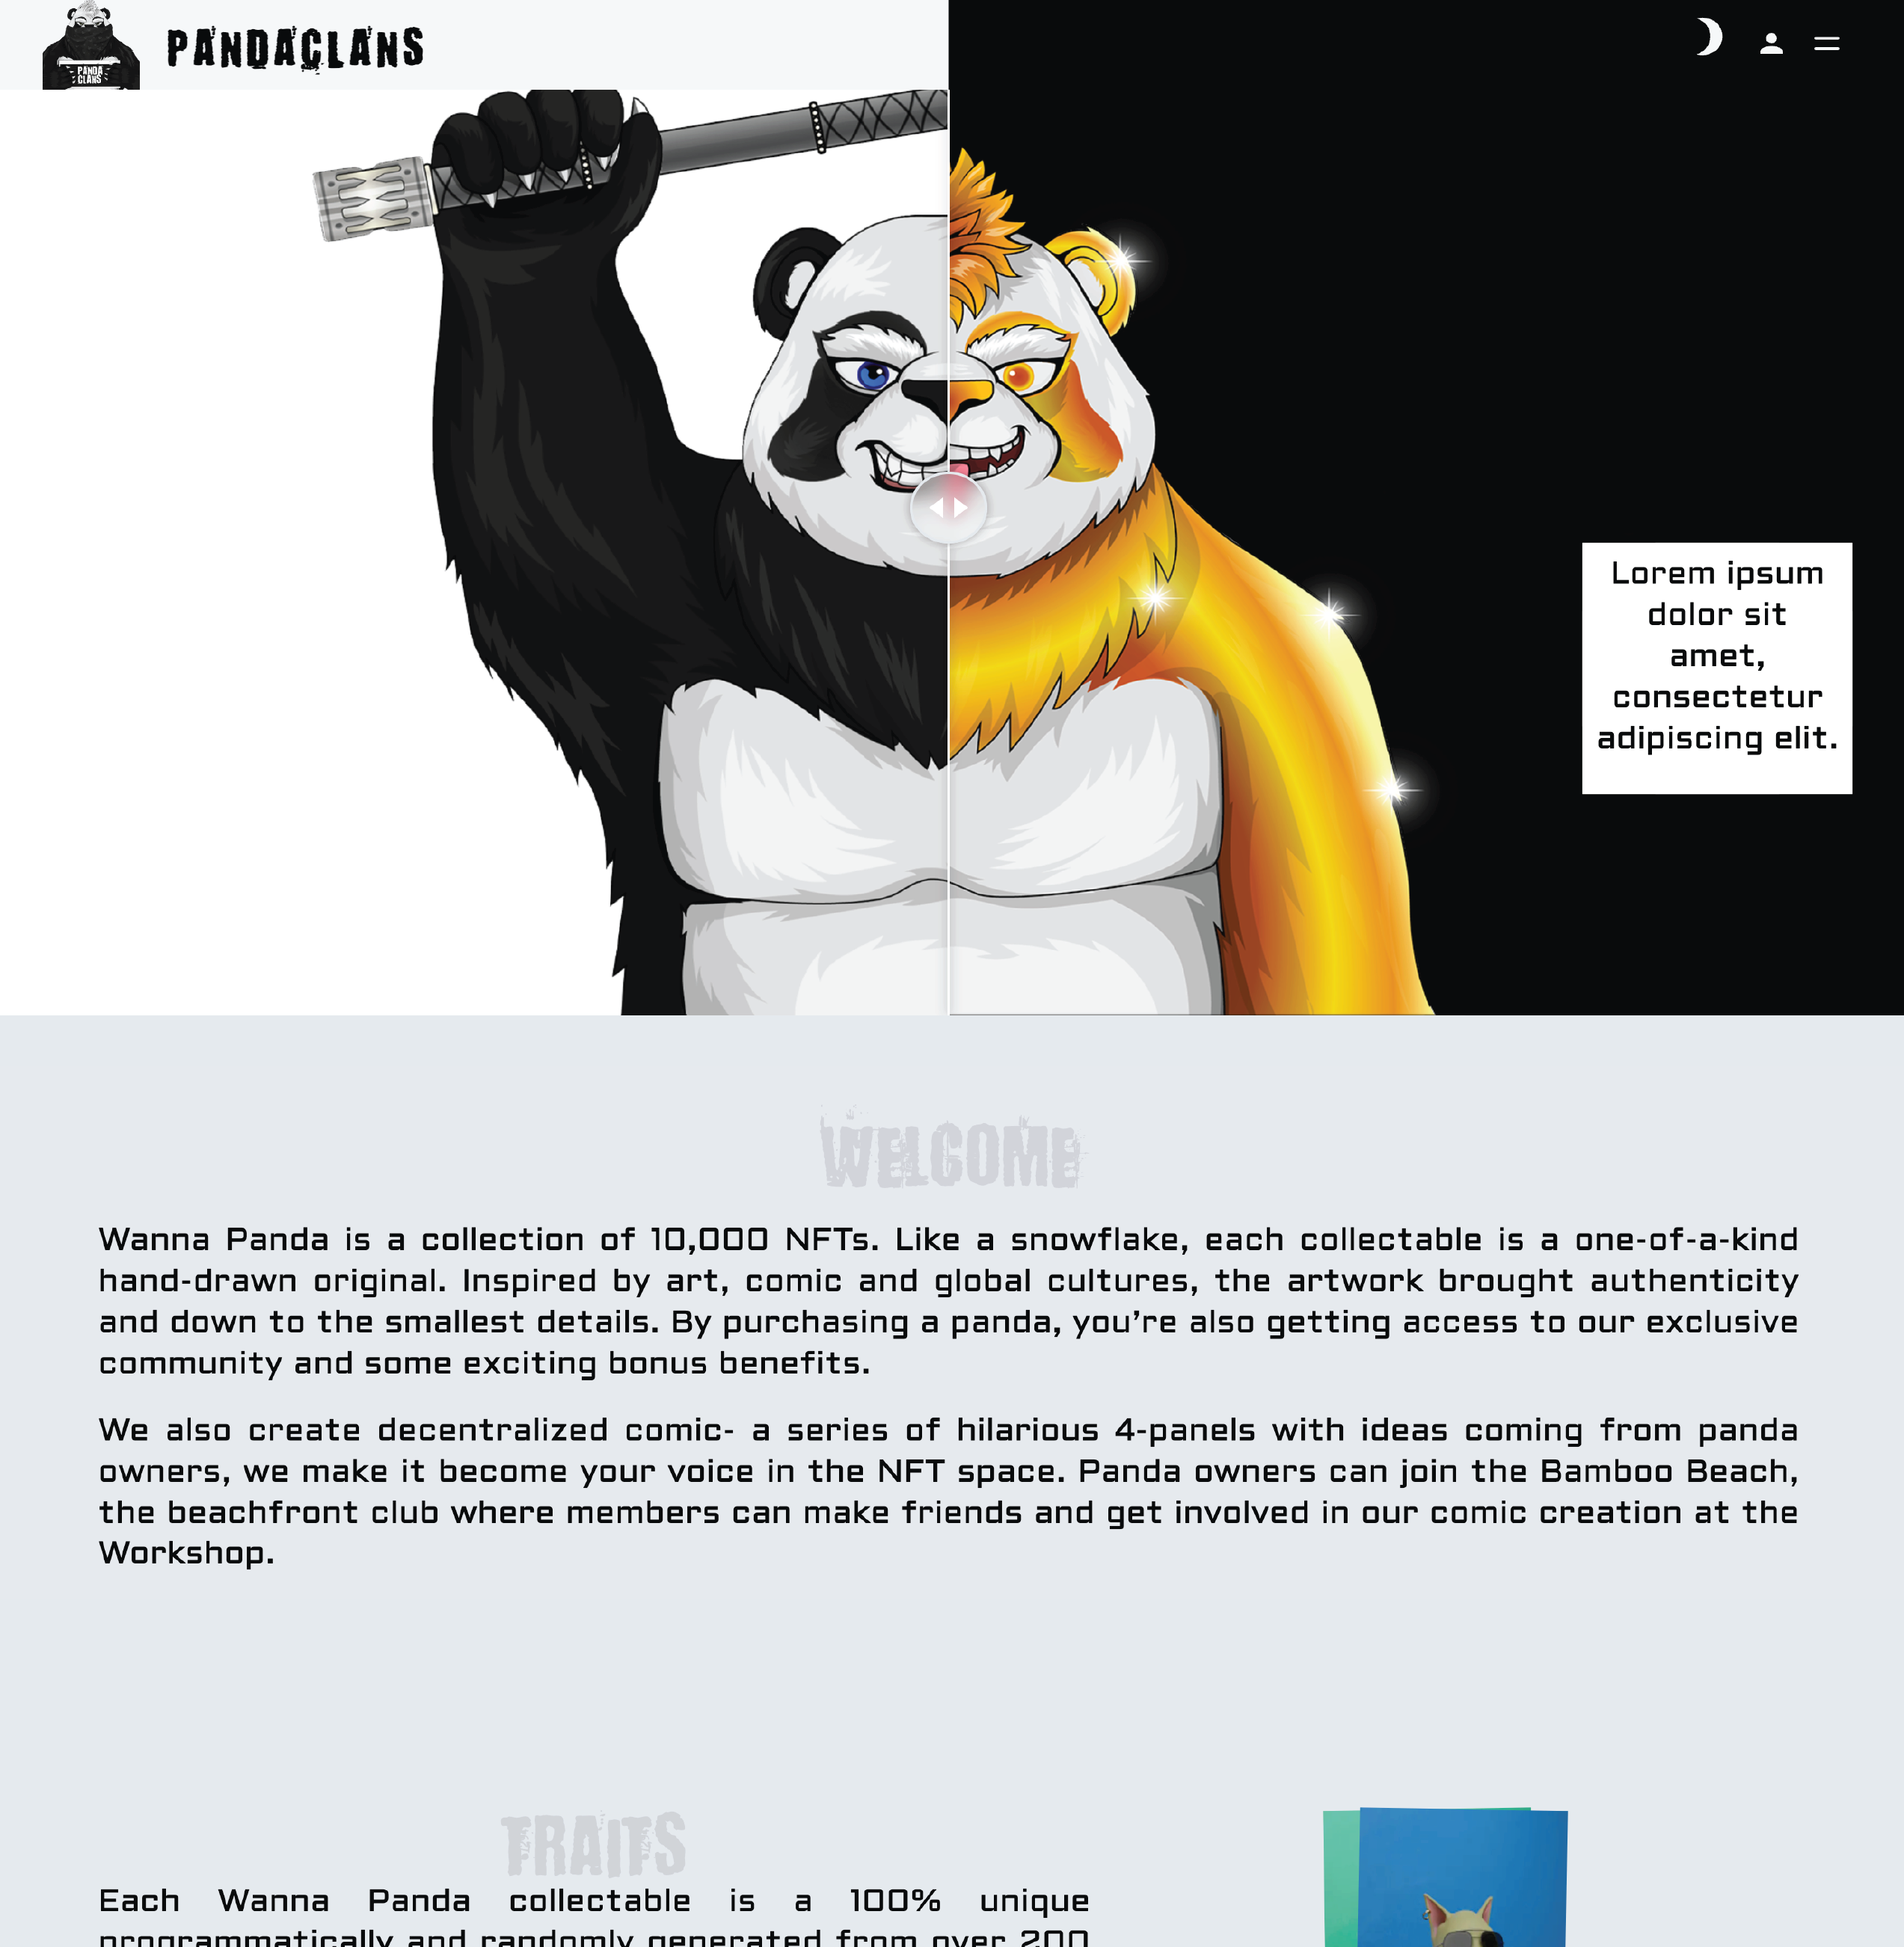 PANDA
CLANS
PANDACLANS
Lorem ipsum
dolor sit
amet,
consectetur
adipiscing elit.
WELCOME
Wanna Panda is a collection of 10,000 NFTs. Like a snowflake, each collectable is a one-of-a-kind
hand-drawn original. Inspired by art, comic and global cultures, the artwork brought authenticity
and down to the smallest details. By purchasing a panda, you're also getting access to our exclusive
community and some exciting bonus benefits.
We also create decentralized comic- a series of hilarious 4-panels with ideas coming from panda
owners, we make it become your voice in the NFT space. Panda owners can join the Bamboo Beach,
the beachfront club where members can make friends and get involved in our comic creation at the
Workshop.
TRAITS
Each Wanna Panda collectable is a 100% unique
programmatically and randomly generated from over 200